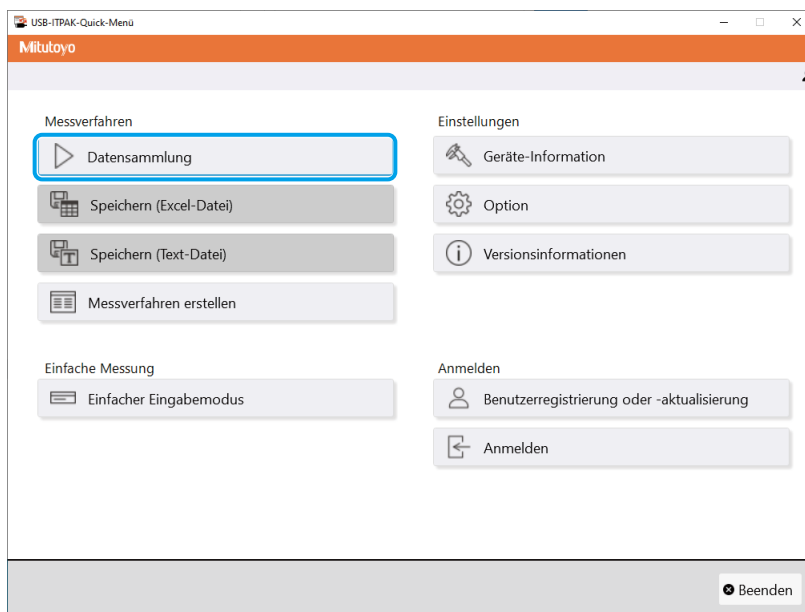 USB-ITPAK-Quick-Menü
Mitutoyo
Messverfahren
Datensammlung
Speichern (Excel-Datei)
Speichern (Text-Datei)
Messverfahren erstellen
Einfache Messung
Einfacher Eingabemodus
Einstellungen
Geräte-Information
Option
Versionsinformationen
Anmelden
Benutzerregistrierung oder -aktualisierung
Anmelden
Beenden